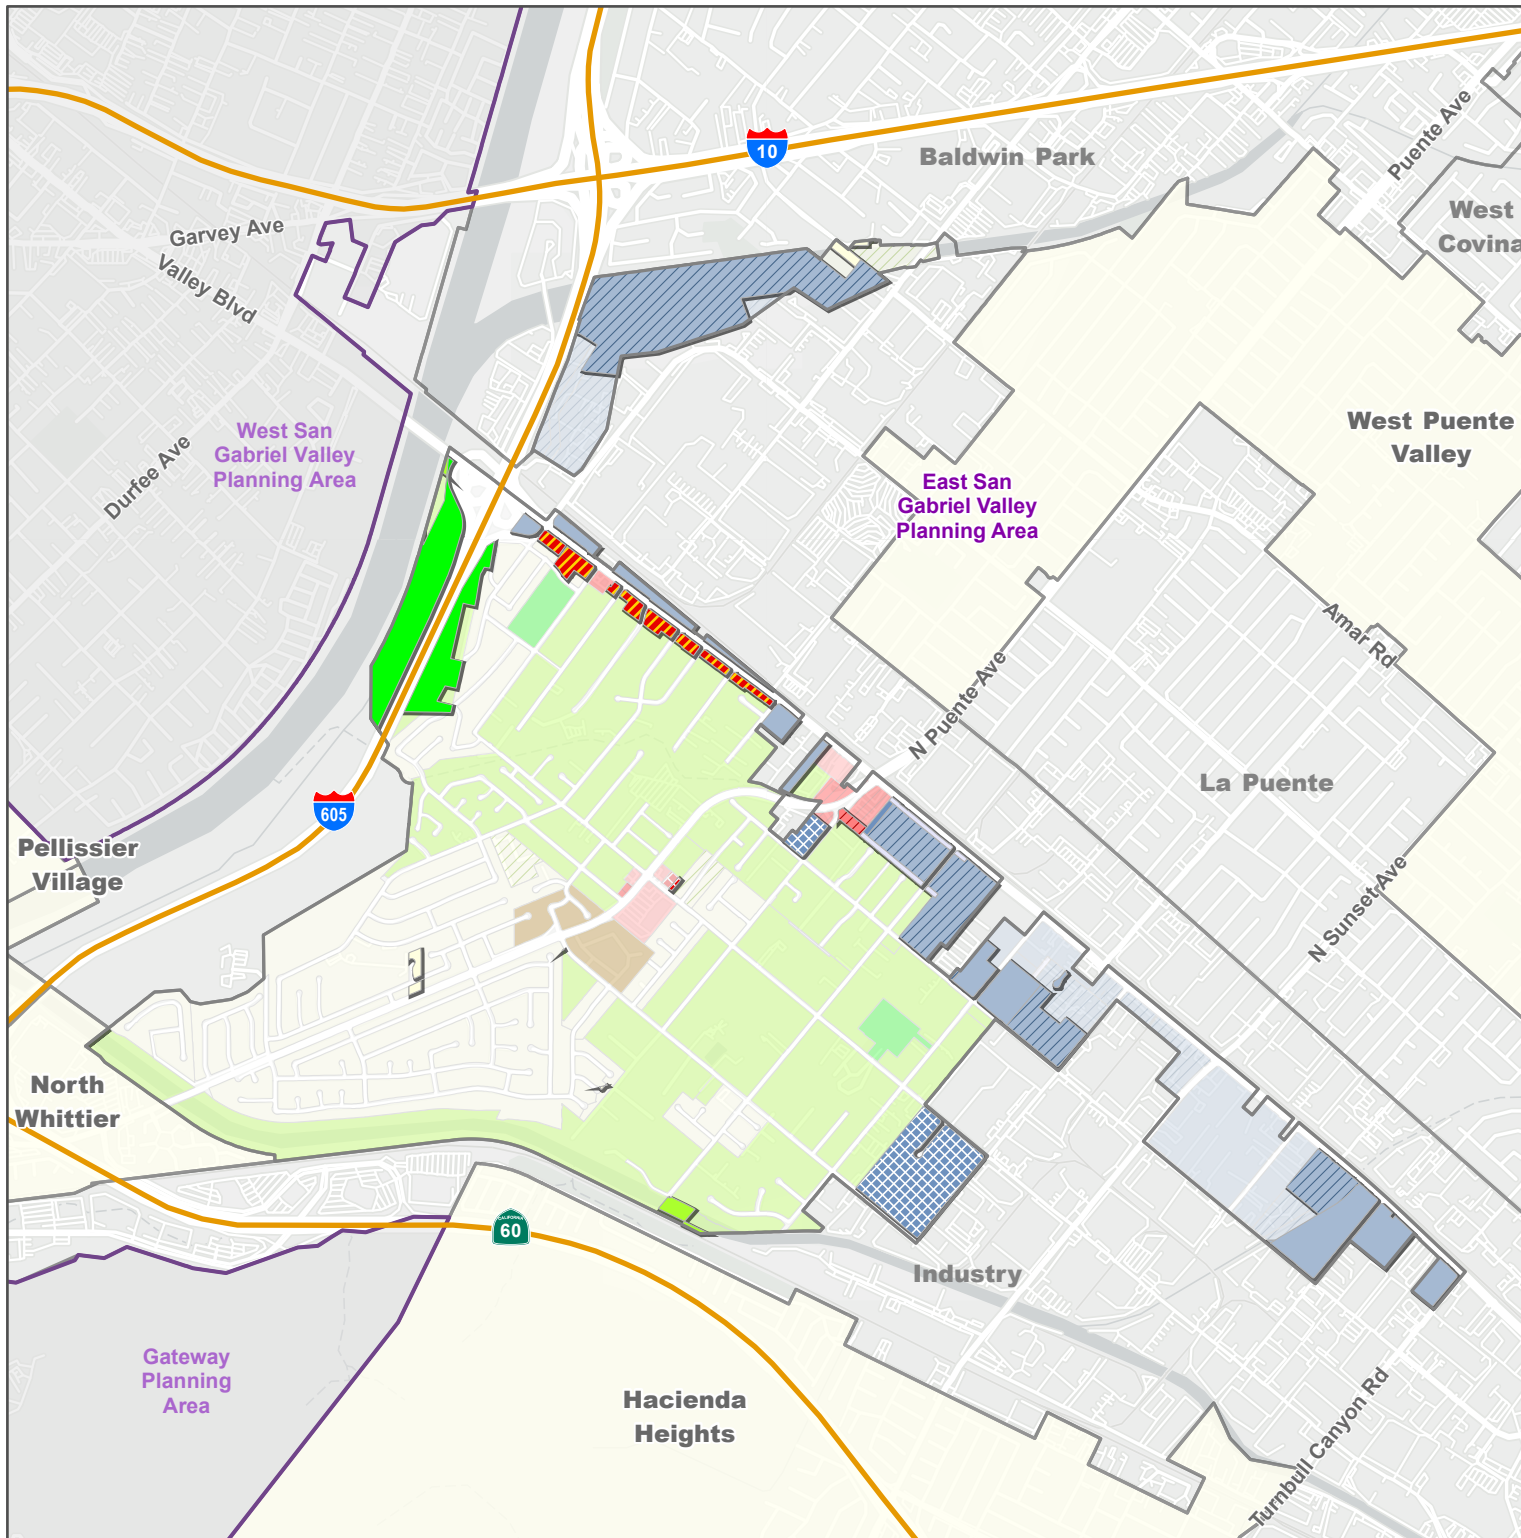 10
Baldwin Park
Puente Ave
West
Covina
Garvey Ave
Valley Blvd
West San
Gabriel Valley
Planning Area
Durfee Ave
West Puente
Valley
East San
Gabriel Valley
Planning Area
Amar Rd
N Puente Ave
La Puente
605
Pellissier
Village
N Sunset Ave
North
Whittier
CALIFORNIA
60
Industry
Gateway
Planning
Area
Hacienda
Heights
Turnbull Canyon Rd